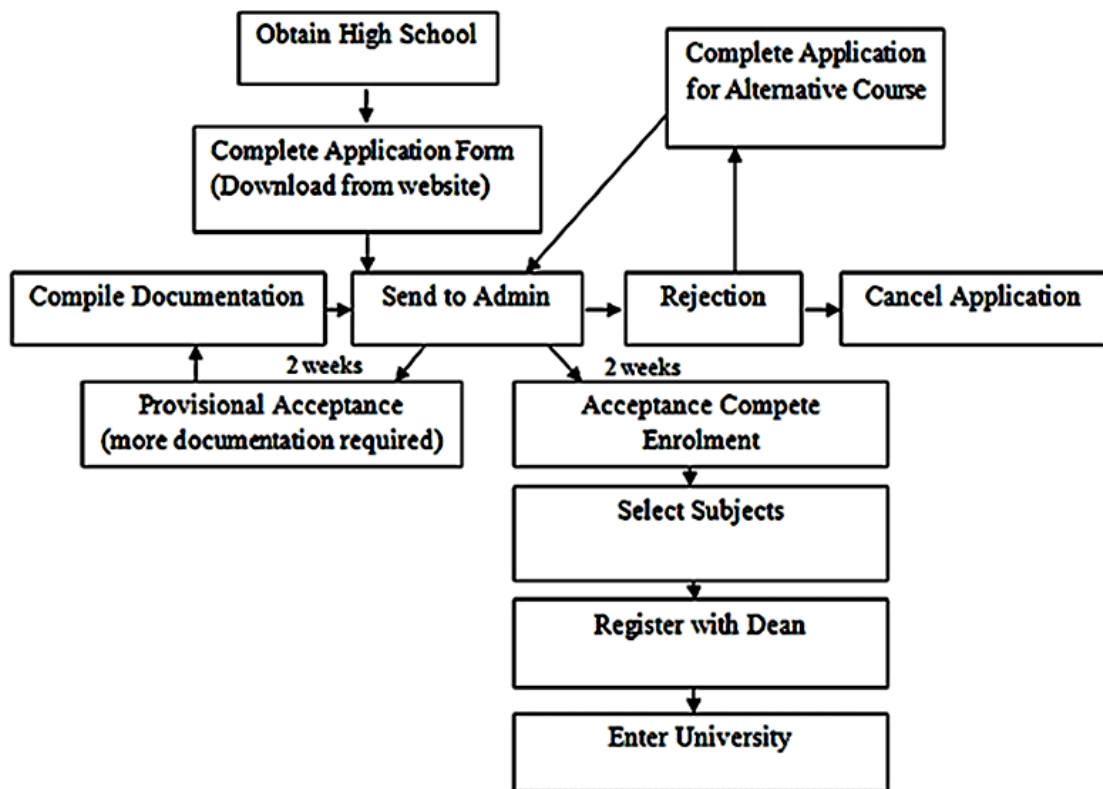 Obtain High School
Complete Application
for Alternative Course
Complete Application Form
(Download from website)
Compile Documentation
Send to Admin
Rejection
Cancel Application
2 weeks
2 weeks
Provisional Acceptance
(more documentation required)
Acceptance Compete
Enrolment
Select Subjects
Register with Dean
Enter University